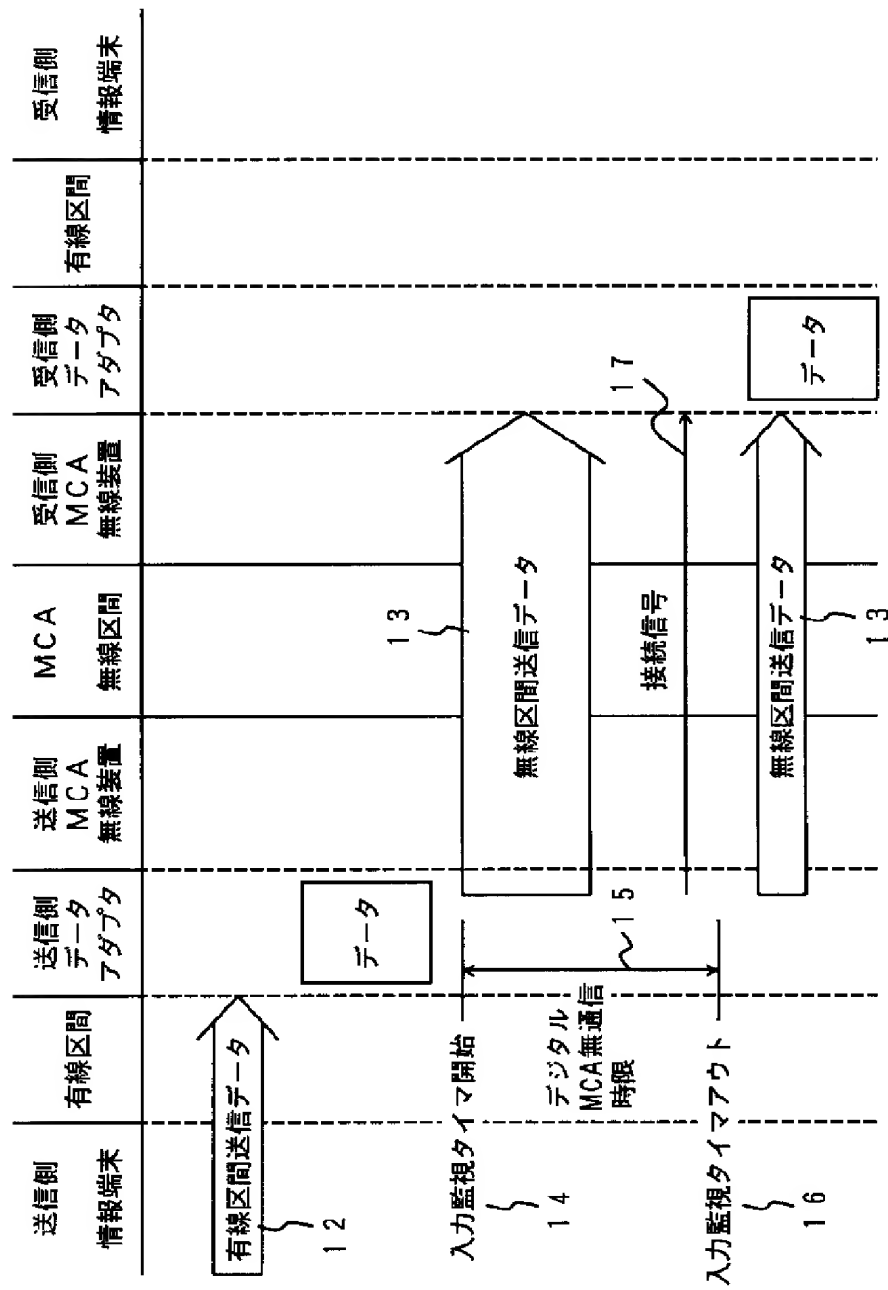 送信側
情報端末
有線区間
送信側
データ
アダプタ
送信側
MCA
無線装置
MCA
無線区間
受信側
MCA
無線装置
受信側
データ
アダプタ
有線区間
受信側
情報端末
有線区間送信データ
12
データ
入力監視タイマ開始
14
デジタル
MCA無通信
時限
15
無線区間送信データ
13
接続信号
17
入力監視タイマアウト
16
無線区間送信データ
13
データ